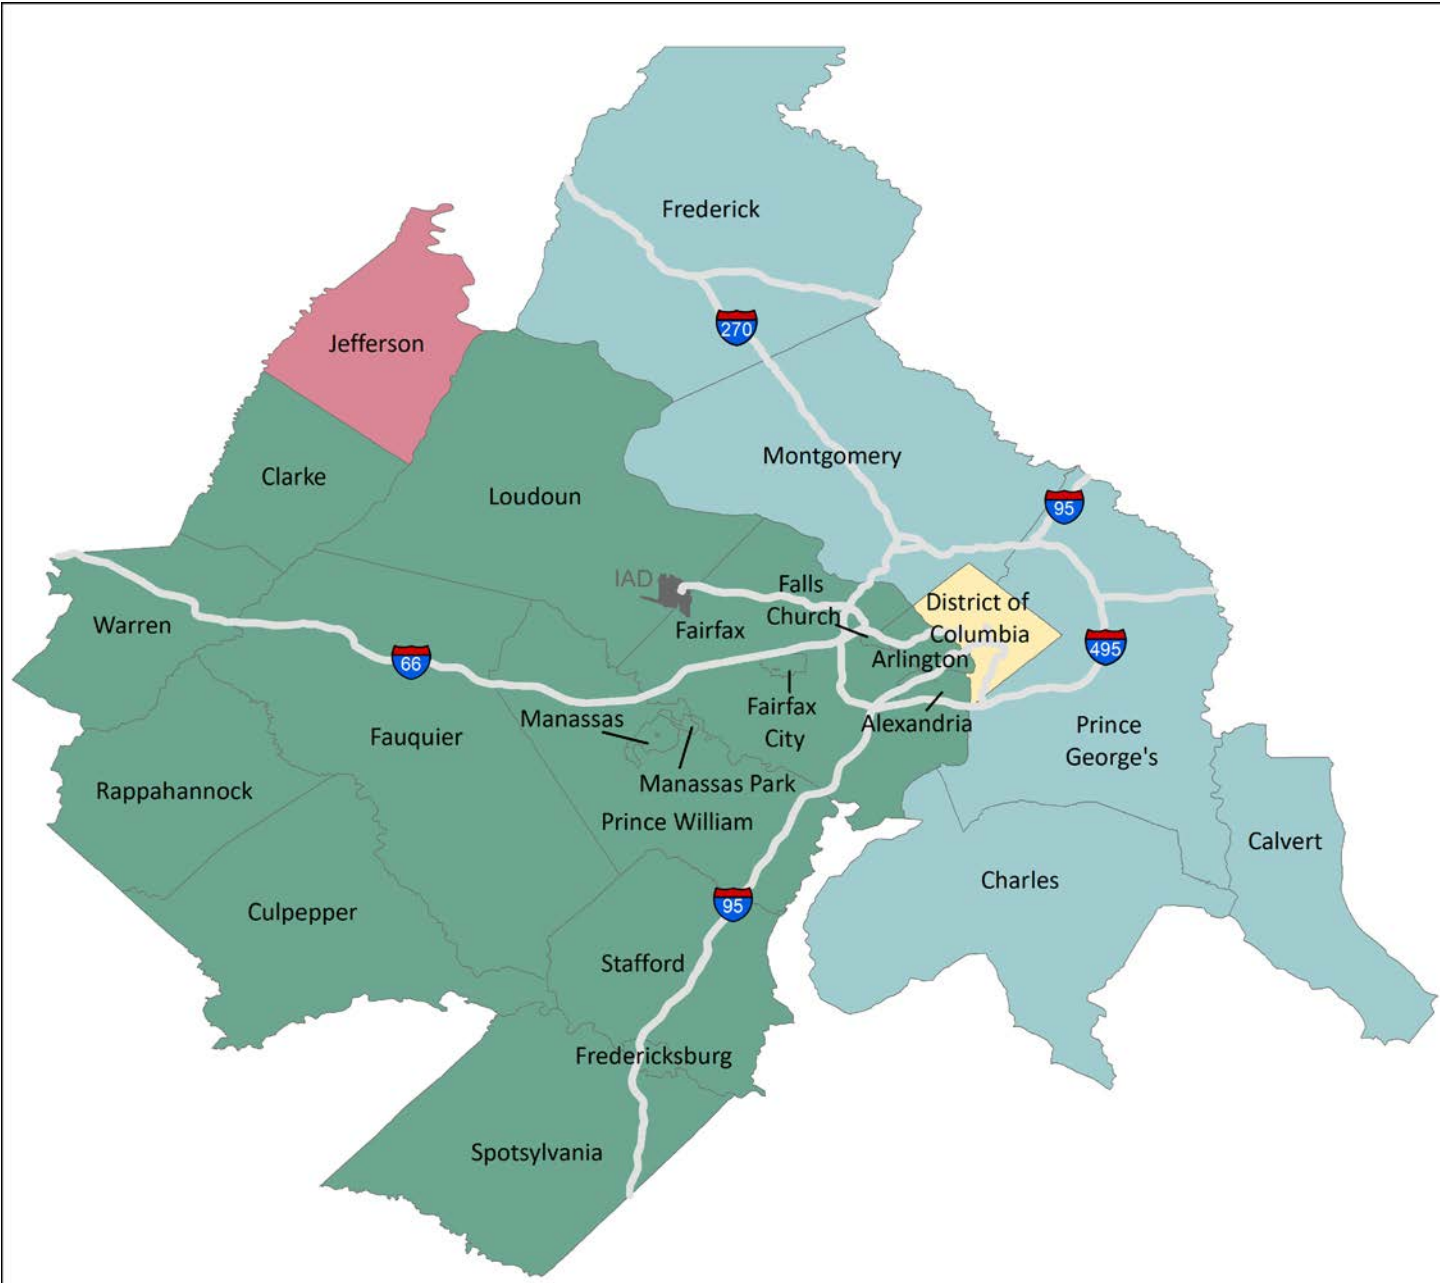 Frederick
270
Jefferson
Montgomery
Clarke
Loudoun
95
IAD
Falls
Church
District of
Columbia
Warren
Fairfax
66
Arlington
495
Manassas
Fairfax
City
Alexandria
Fauquier
Prince
George's
Rappahannock
Manassas Park
Prince William
Calvert
Charles
Culpepper
95
Stafford
Fredericksburg
Spotsylvania